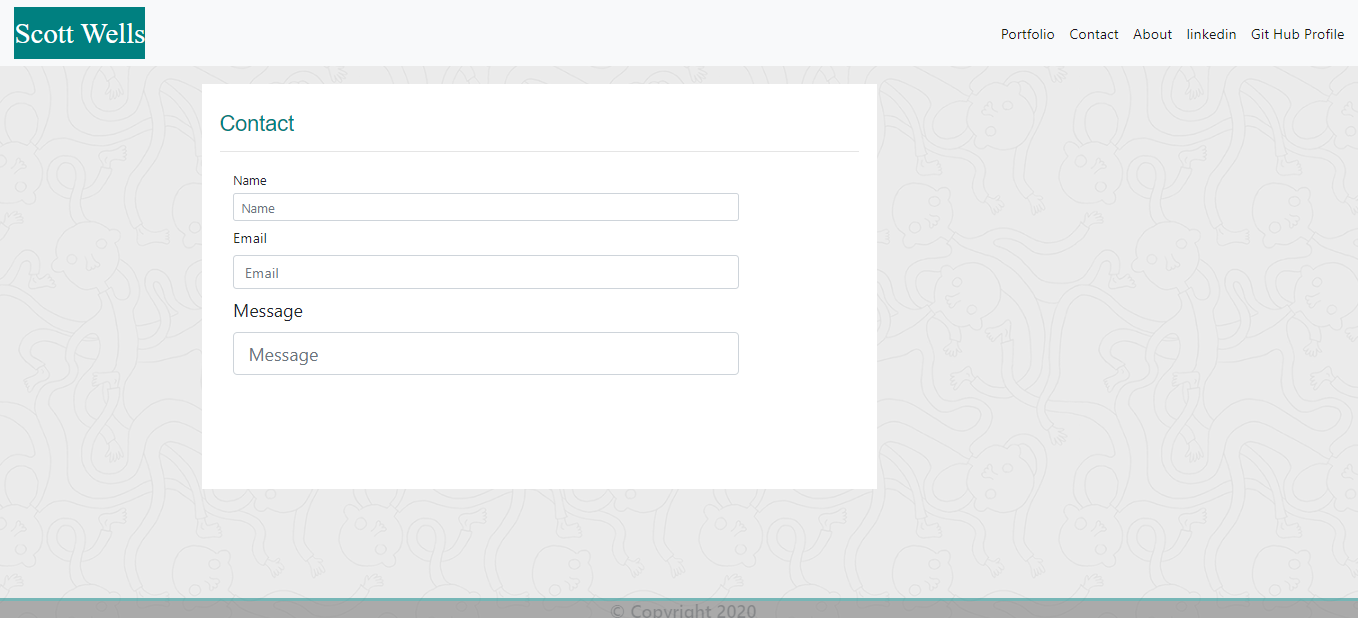 Scott Wells
Portfolio Contact About linkedin Git Hub Profile
Contact
Name
Name
Email
Email
Message
Message
© Copyright 2020